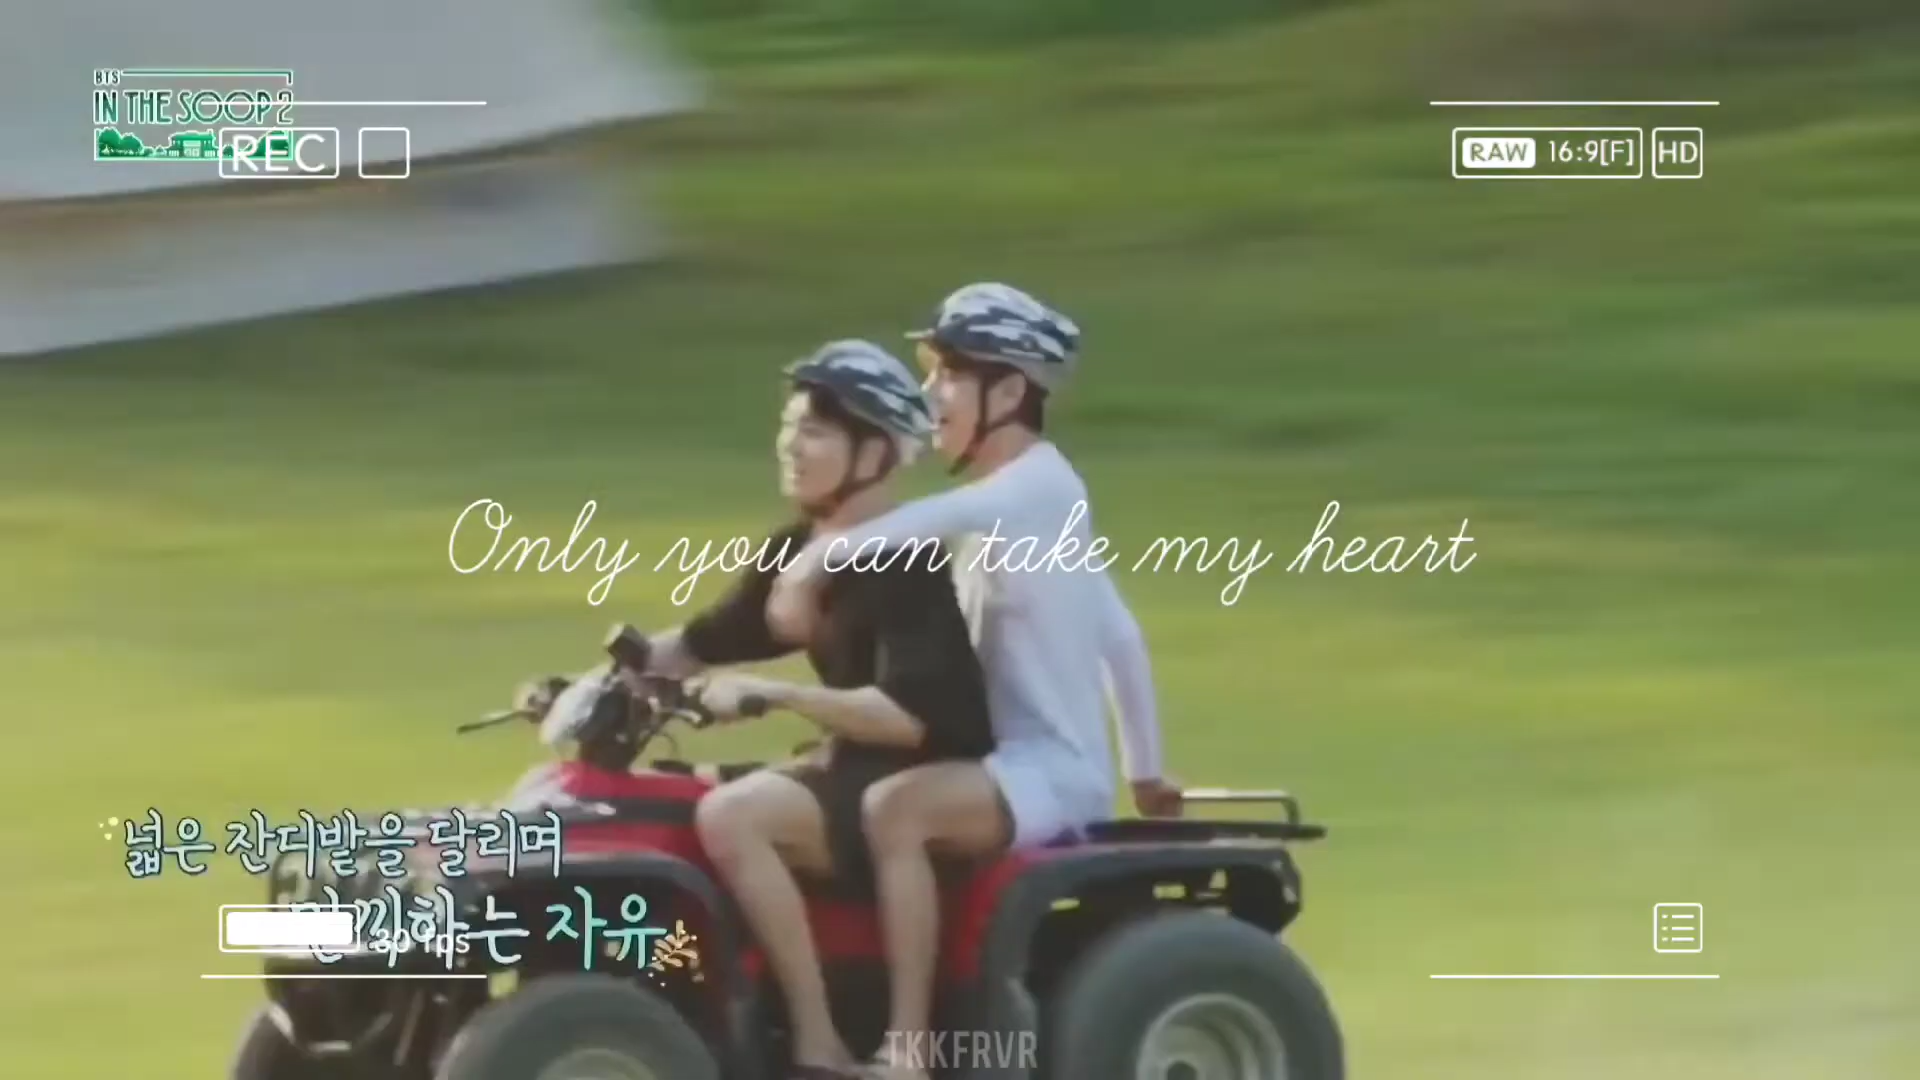 BTS
IN THE SOOP 2
REC
RAW 16:9[F] HD
Only you can take my heart
넓은 잔디밭을 달리며
만끽하는 자유
30 fps
TKKFRVR